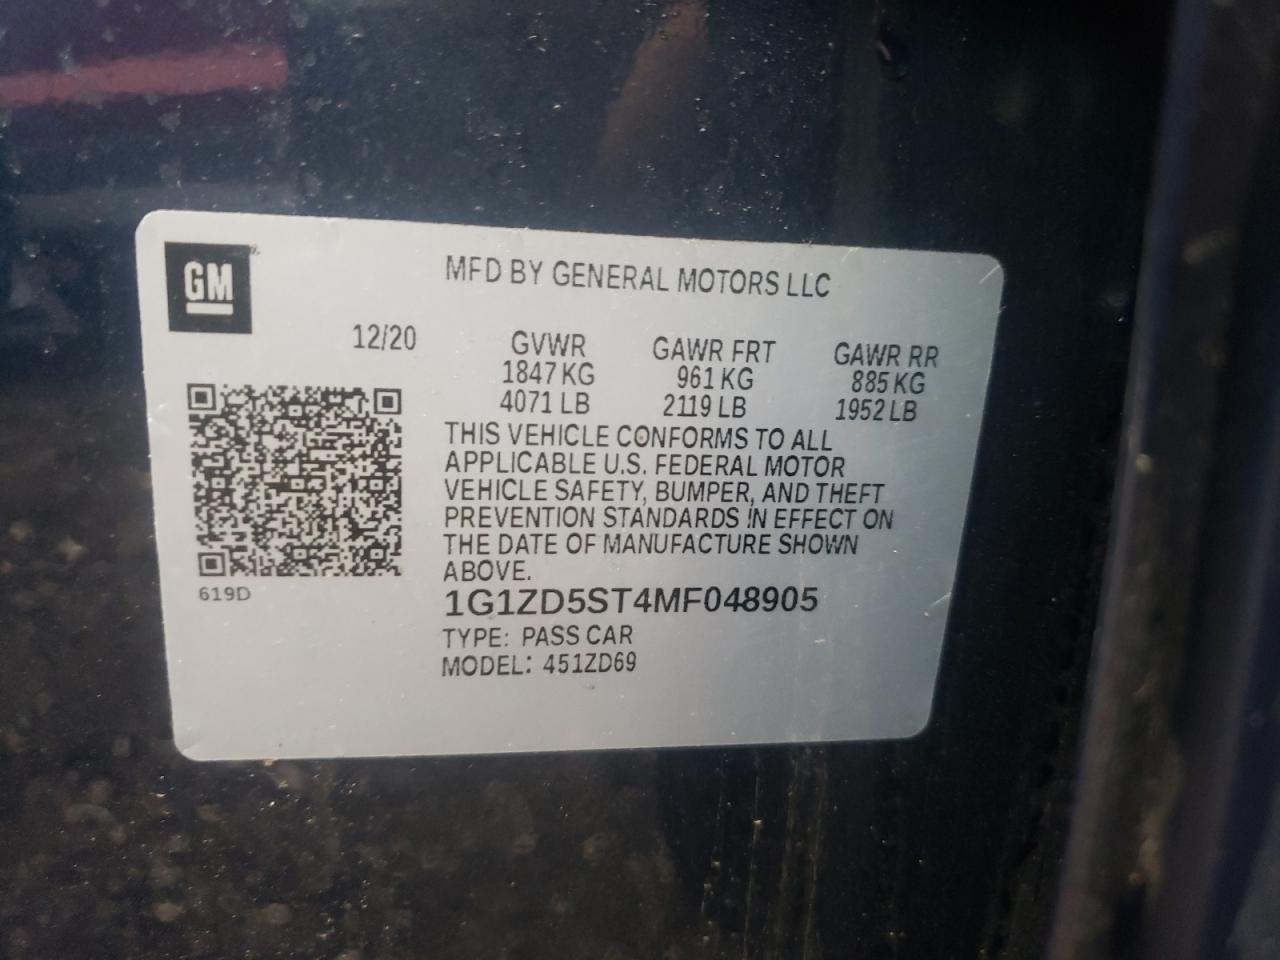 GM
MFD BY GENERAL MOTORS LLC
12/20
GVWR GAWR FRT GAWR RR
1847 KG 961 KG 885 KG
4071 LB 2119 LB 1952 LB
THIS VEHICLE CONFORMS TO ALL
APPLICABLE U.S. FEDERAL MOTOR
VEHICLE SAFETY, BUMPER, AND THEFT
PREVENTION STANDARDS IN EFFECT ON
THE DATE OF MANUFACTURE SHOWN
ABOVE.
619D
1G1ZD5ST4MF048905
TYPE: PASS CAR
MODEL: 451ZD69